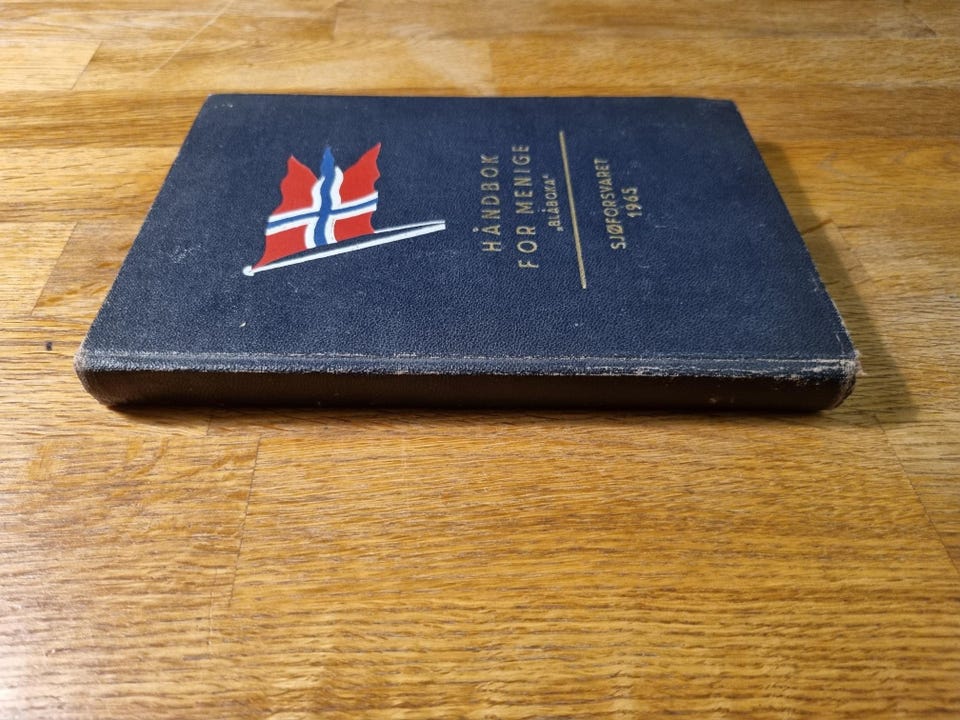 HÅNDBOK
FOR MENIGE
„BLÅBOKA“
SJØFORSVARET
1965